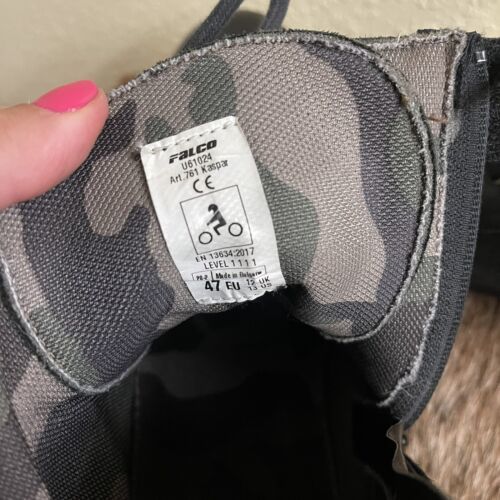 FALCO
U61024
Art.761 Kaspar
CE
EN 13634:2017
LEVEL 1 1 1 1
Made in Bulgaria
47 EU 12 UK
13 US